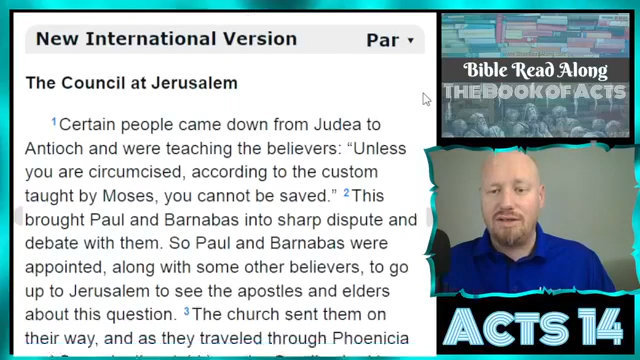 New International Version
Par
The Council at Jerusalem
1Certain people came down from Judea to
Antioch and were teaching the believers: “Unless
you are circumcised, according to the custom
taught by Moses, you cannot be saved.” 2 This
brought Paul and Barnabas into sharp dispute and
debate with them. So Paul and Barnabas were
appointed, along with some other believers, to go
up to Jerusalem to see the apostles and elders
about this question. 3 The church sent them on
their way, and as they traveled through Phoenicia
Bible Read Along
The Book of Acts
Acts 14